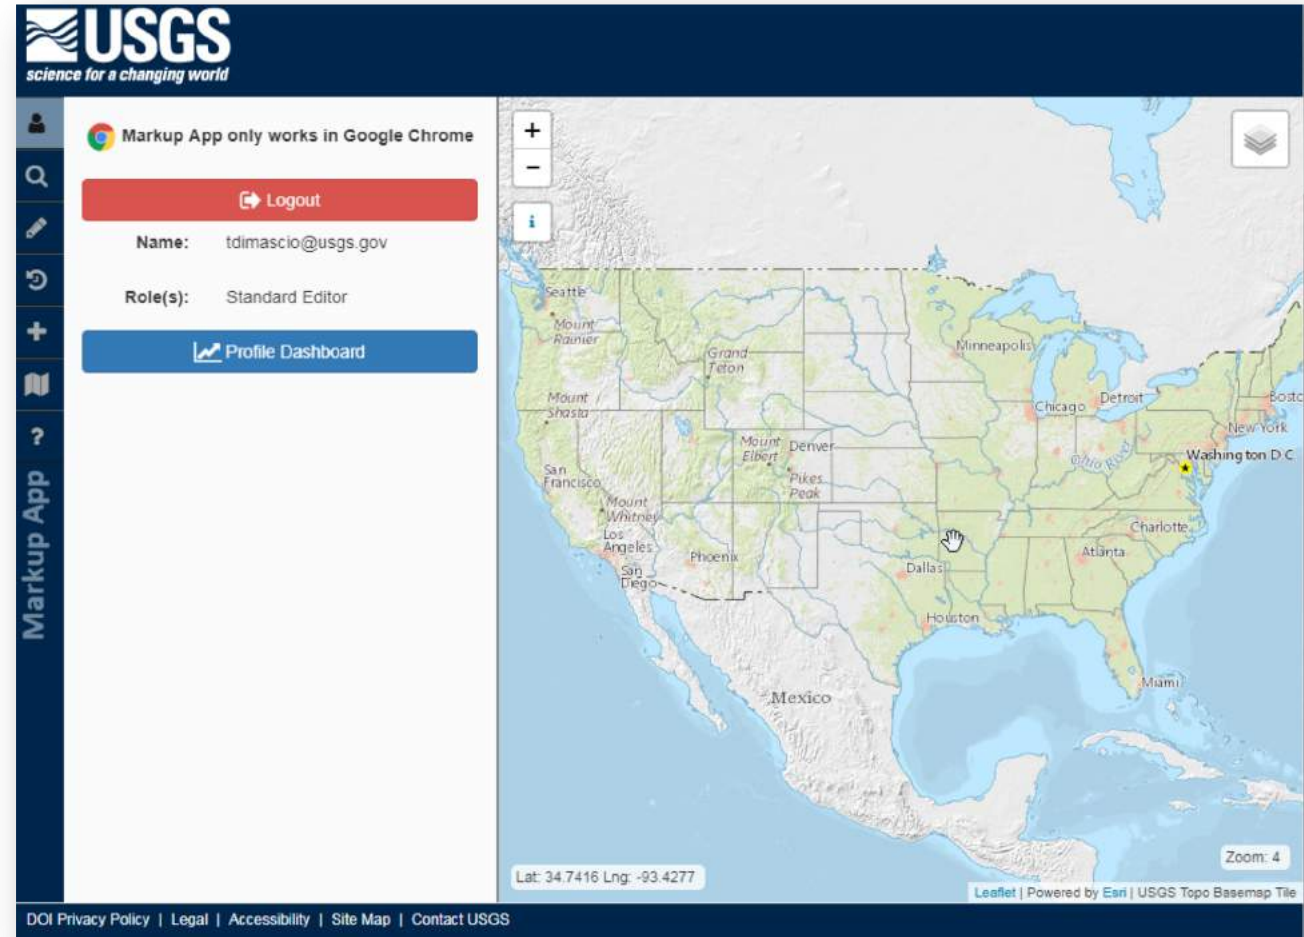 USGS
science for a changing world
Markup App only works in Google Chrome
Logout
Name: tdimascio@usgs.gov
Role(s): Standard Editor
Profile Dashboard
?
Markup App
+
−
i
Seattle
Mount
Rainier
Grand
Teton
Minneapolis
Mount
Shasta
Chicago
Detroit
New York
Mount
Elbert
Denver
Ohio River
Washington D C
San
Francisco
Pikes
Peak
Mount
Whitney
Los
Angeles
Charlotte
Phoenix
Atlanta
San
Diego
Dallas
Houston
Miami
Mexico
Zoom: 4
Lat: 34.7416 Lng: -93.4277
Leaflet | Powered by Esri | USGS Topo Basemap Tile
DOI Privacy Policy | Legal | Accessibility | Site Map | Contact USGS